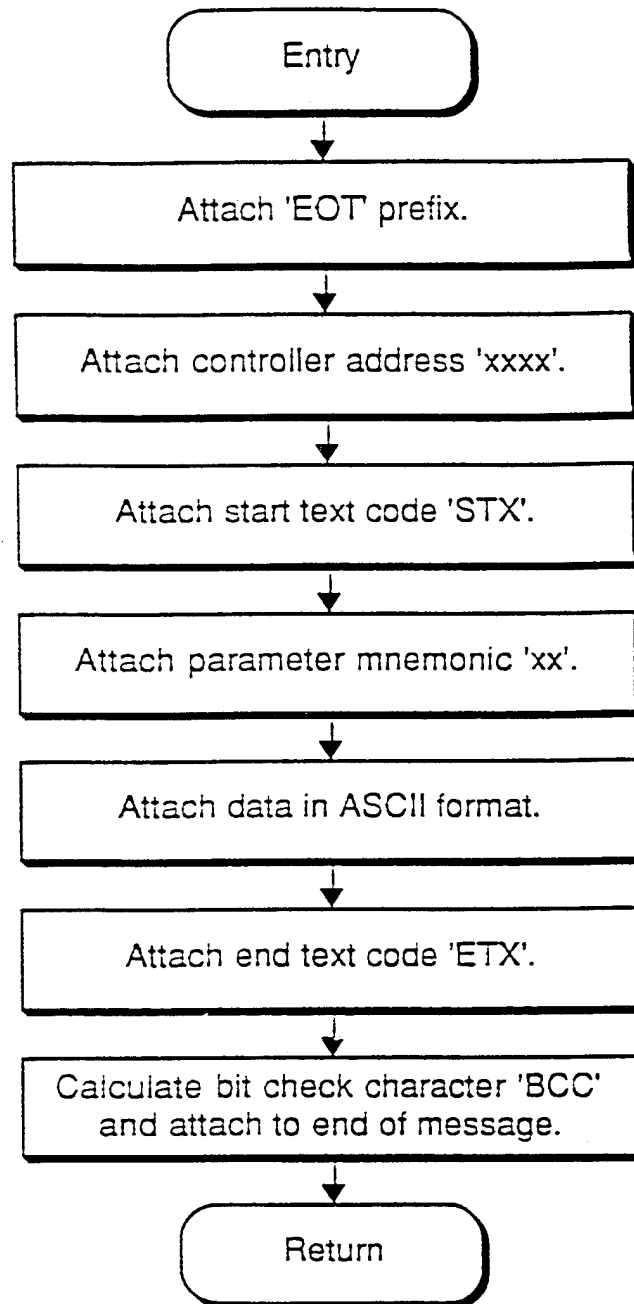 Entry
Attach 'EOT' prefix.
Attach controller address 'xxxx'.
Attach start text code 'STX'.
Attach parameter mnemonic 'xx'.
Attach data in ASCII format.
Attach end text code 'ETX'.
Calculate bit check character 'BCC'
and attach to end of message.
Return